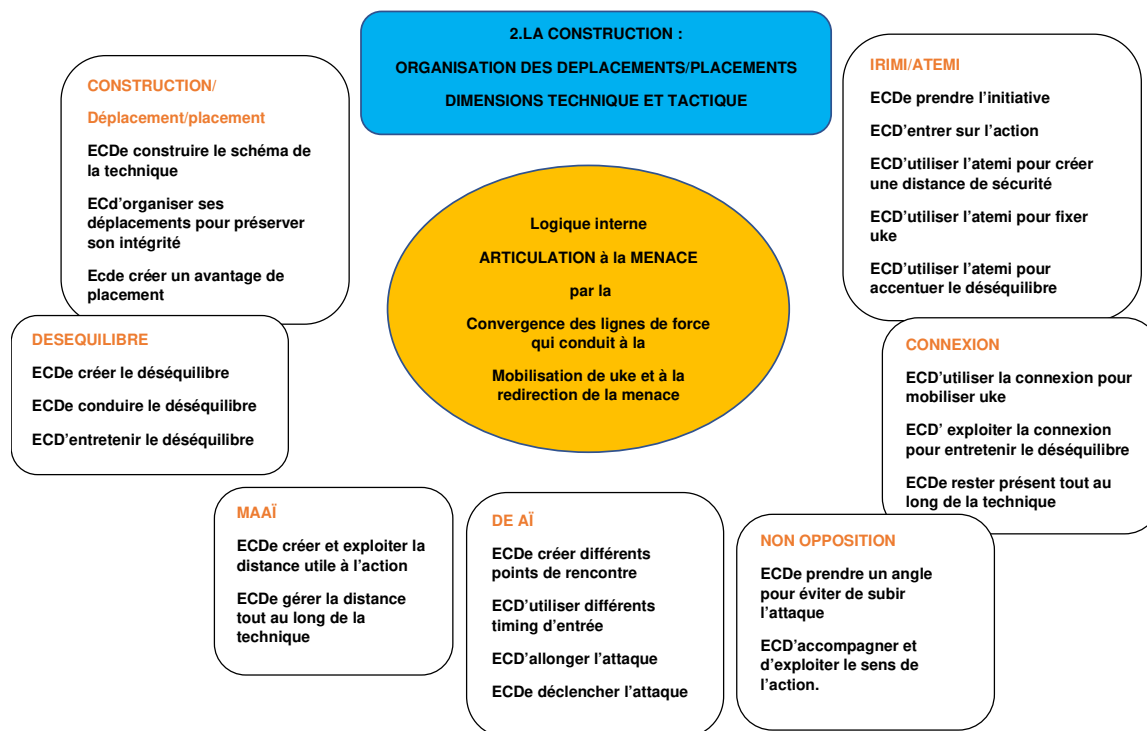 2.LA CONSTRUCTION :
ORGANISATION DES DEPLACEMENTS/PLACEMENTS
DIMENSIONS TECHNIQUE ET TACTIQUE
CONSTRUCTION/
Déplacement/placement
ECDe construire le schéma de
la technique
ECd’organiser ses
déplacements pour préserver
son intégrité
Ecde créer un avantage de
placement
IRIMI/ATEMI
ECDe prendre l’initiative
ECD’entrer sur l’action
ECD’utiliser l’atemi pour créer
une distance de sécurité
ECD’utiliser l’atemi pour fixer
uke
ECD’utiliser l’atemi pour
accentuer le déséquilibre
Logique interne
ARTICULATION à la MENACE
par la
Convergence des lignes de force
qui conduit à la
Mobilisation de uke et à la
redirection de la menace
DESEQUILIBRE
ECDe créer le déséquilibre
ECDe conduire le déséquilibre
ECD’entretenir le déséquilibre
CONNEXION
ECD’utiliser la connexion pour
mobiliser uke
ECD’ exploiter la connexion
pour entretenir le déséquilibre
ECDe rester présent tout au
long de la technique
MAAÏ
ECDe créer et exploiter la
distance utile à l’action
ECDe gérer la distance
tout au long de la
technique
DE AÏ
ECDe créer différents
points de rencontre
ECD’utiliser différents
timing d’entrée
ECD’allonger l’attaque
ECDe déclencher l’attaque
NON OPPOSITION
ECDe prendre un angle
pour éviter de subir
l’attaque
ECD’accompagner et
d’exploiter le sens de
l’action.